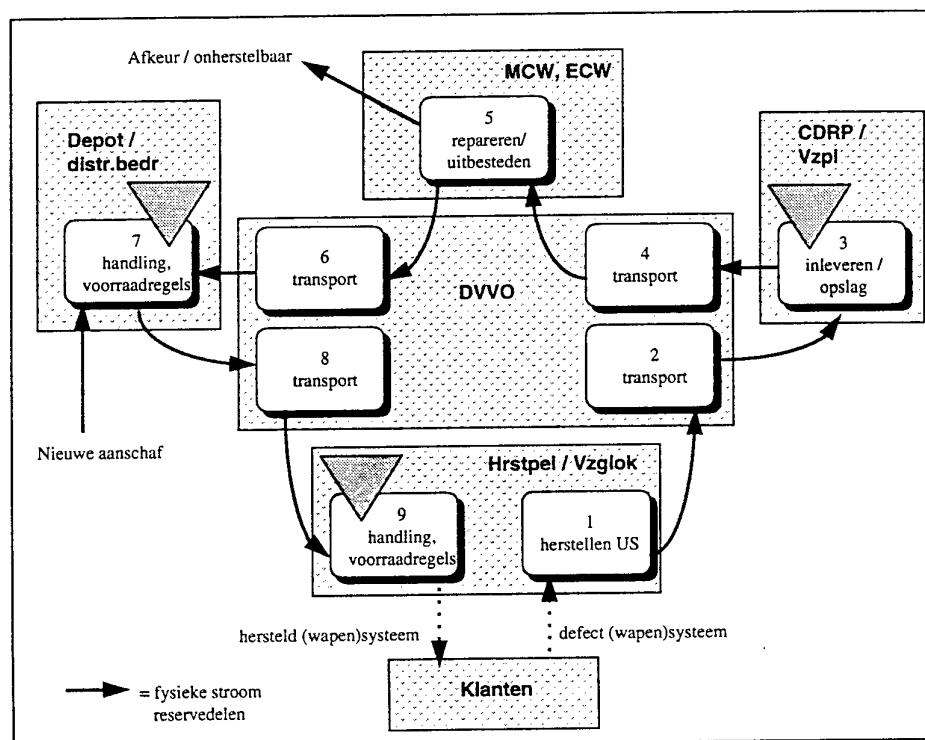 Afkeur / onherstelbaar
MCW, ECW
5
repareren/
uitbesteden
Depot /
distr.bedr
7
handling,
voorraadregels
CDRP /
Vzpl
3
inleveren /
opslag
6
transport
4
transport
DVVO
8
transport
2
transport
Nieuwe aanschaf
Hrstpel / Vzglok
9
handling,
voorraadregels
1
herstellen US
hersteld (wapen)systeem
defect (wapen)systeem
Klanten
= fysieke stroom
reservedelen